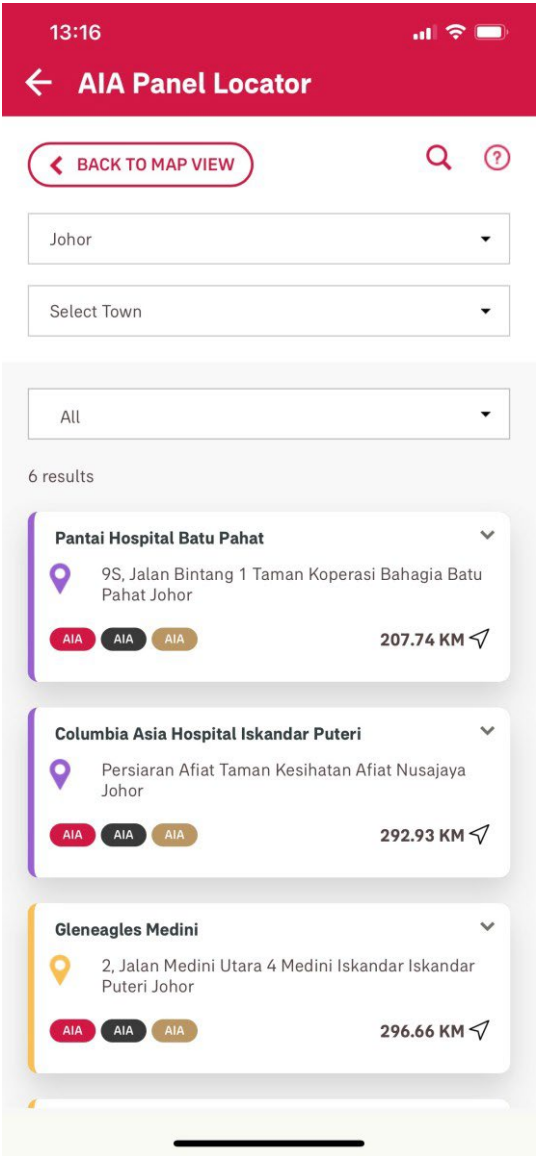 13:16
AIA Panel Locator
BACK TO MAP VIEW
?
Johor
Select Town
All
6 results
Pantai Hospital Batu Pahat
9S, Jalan Bintang 1 Taman Koperasi Bahagia Batu
Pahat Johor
AIA AIA AIA 207.74 KM
Columbia Asia Hospital Iskandar Puteri
Persiaran Afiat Taman Kesihatan Afiat Nusajaya
Johor
AIA AIA AIA 292.93 KM
Gleneagles Medini
2, Jalan Medini Utara 4 Medini Iskandar Iskandar
Puteri Johor
AIA AIA AIA 296.66 KM